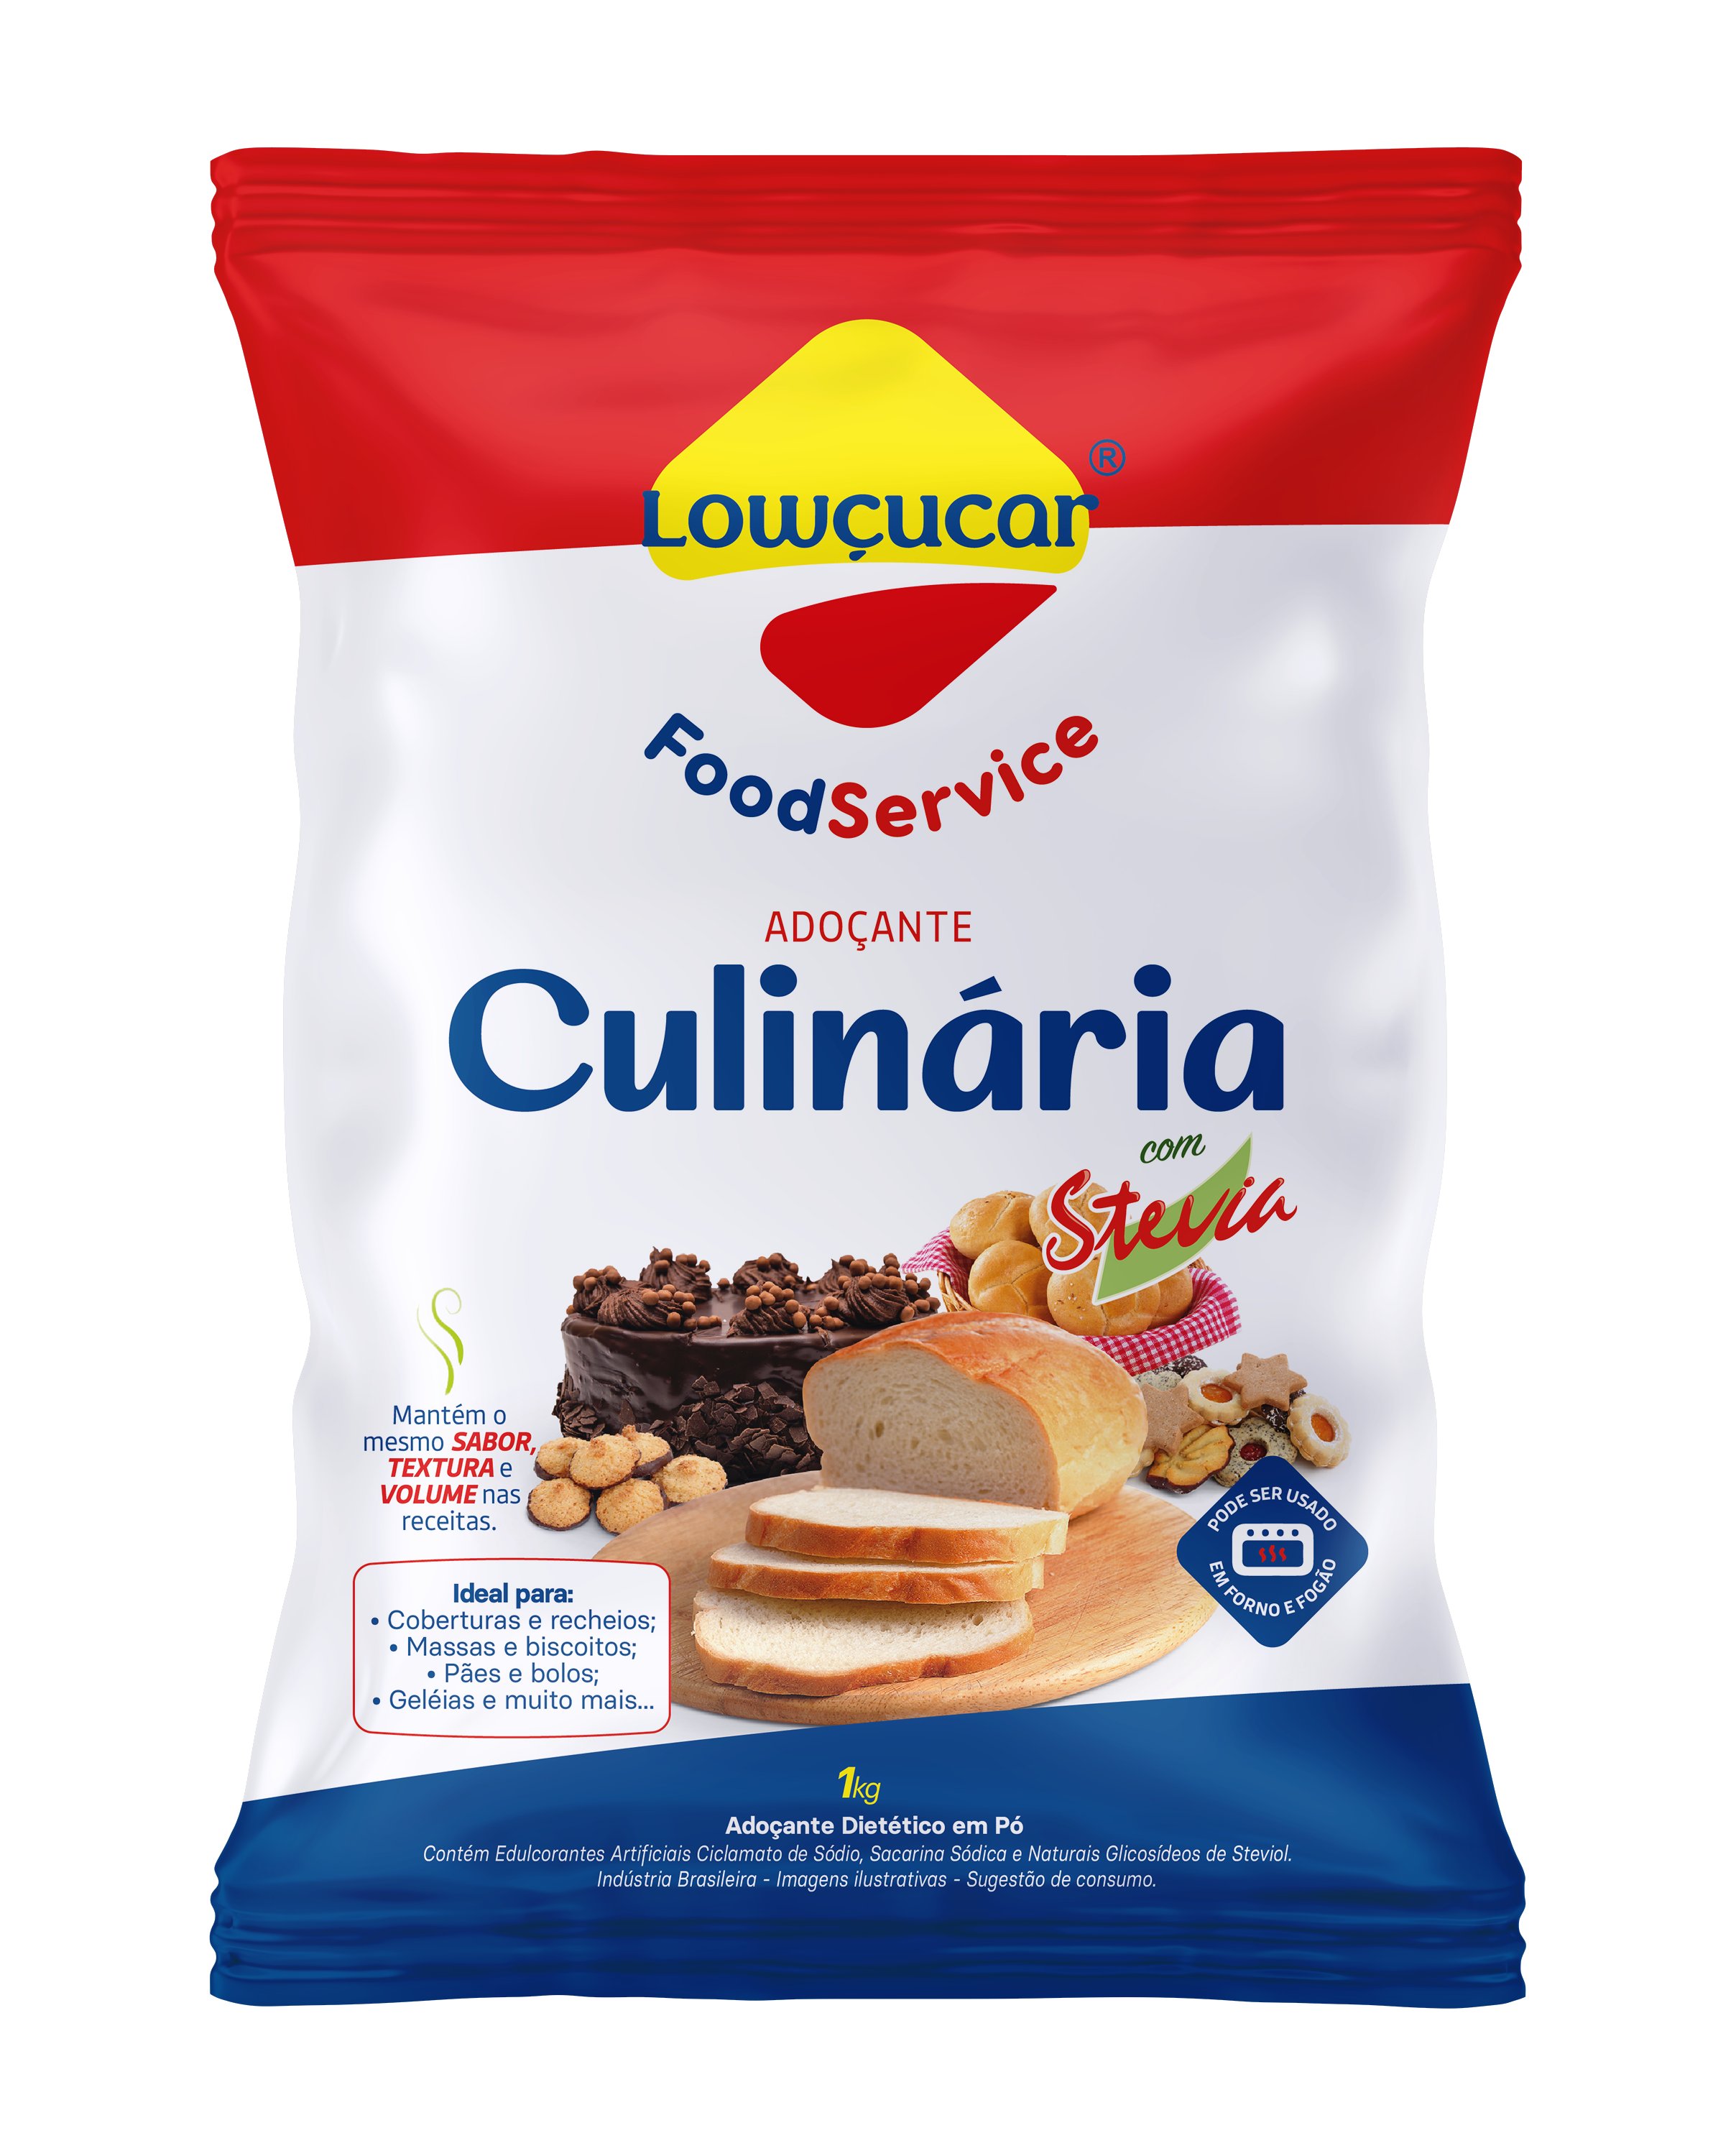 Lowçucar®
FoodService
ADOÇANTE
Culinária
com
Stevia
Mantém o
mesmo SABOR,
TEXTURA e
VOLUME nas
receitas.
PODE SER USADO
EM FORNO E FOGÃO
Ideal para:
• Coberturas e recheios;
• Massas e biscoitos;
• Pães e bolos;
• Geléias e muito mais...
1kg
Adoçante Dietético em Pó
Contém Edulcorantes Artificiais Ciclamato de Sódio, Sacarina Sódica e Naturais Glicosídeos de Steviol.
Indústria Brasileira - Imagens ilustrativas - Sugestão de consumo.